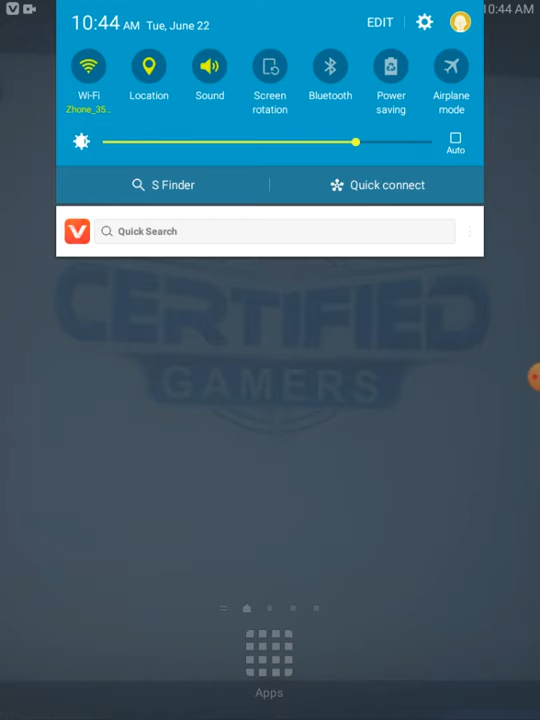 10:44 AM
10:44 AM Tue, June 22
EDIT
Wi-Fi
Zhone_35...
Location
Sound
Screen rotation
Bluetooth
Power saving
Airplane mode
Auto
S Finder
Quick connect
V Quick Search
CERTIFIED
GAMERS
Apps